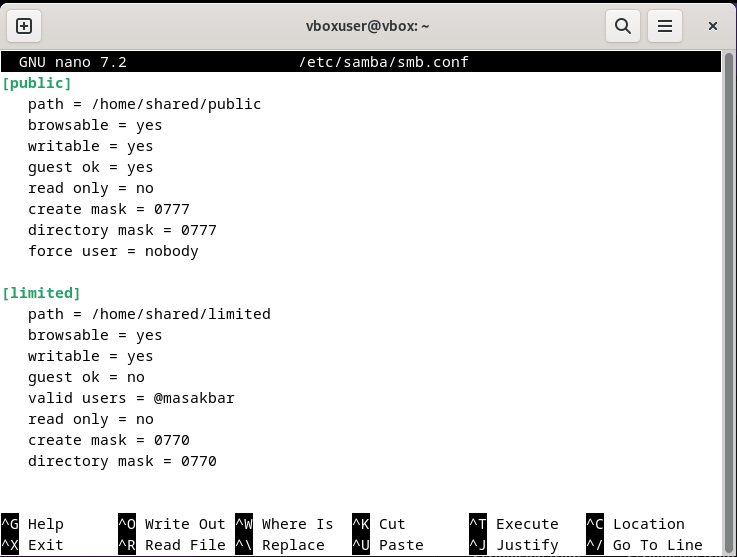 vboxuser@vbox: ~
GNU nano 7.2 /etc/samba/smb.conf
[public]
path = /home/shared/public
browsable = yes
writable = yes
guest ok = yes
read only = no
create mask = 0777
directory mask = 0777
force user = nobody
[limited]
path = /home/shared/limited
browsable = yes
writable = yes
guest ok = no
valid users = @masakbar
read only = no
create mask = 0770
directory mask = 0770
^G Help ^O Write Out ^W Where Is ^K Cut ^T Execute ^C Location
^X Exit ^R Read File ^\ Replace ^U Paste ^J Justify ^/ Go To Line